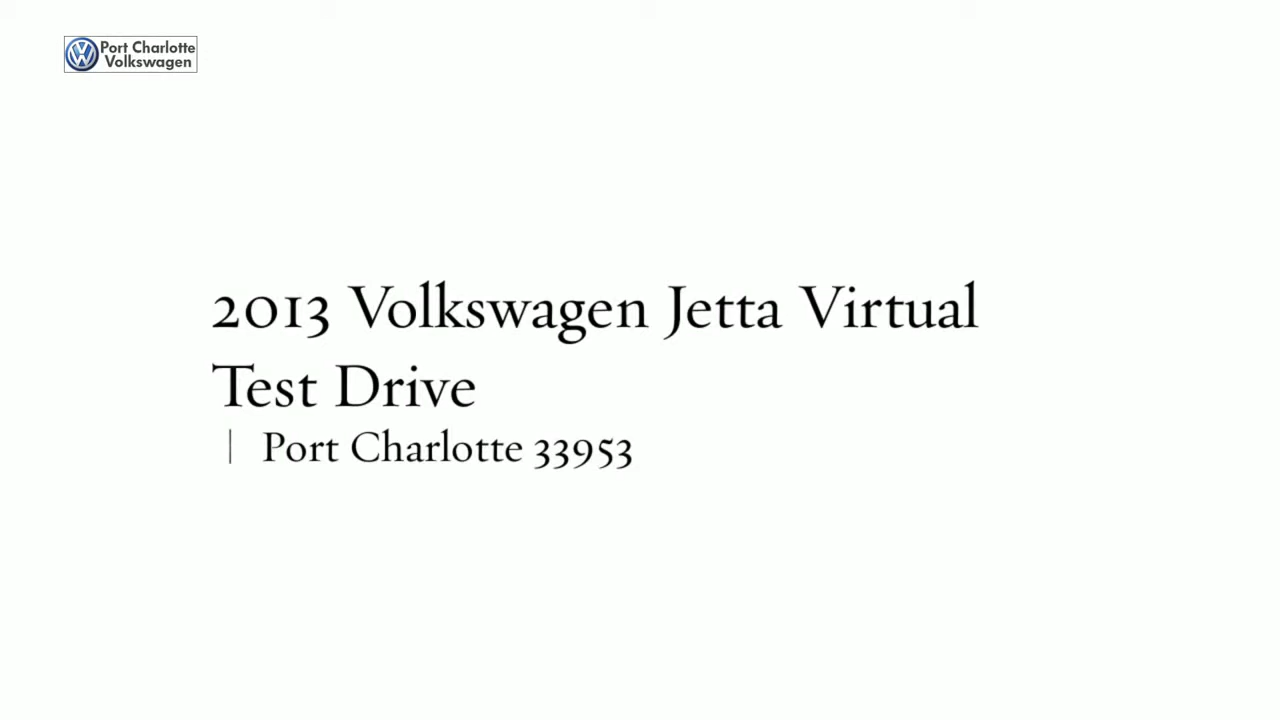 Port Charlotte
Volkswagen
2013 Volkswagen Jetta Virtual
Test Drive
| Port Charlotte 33953